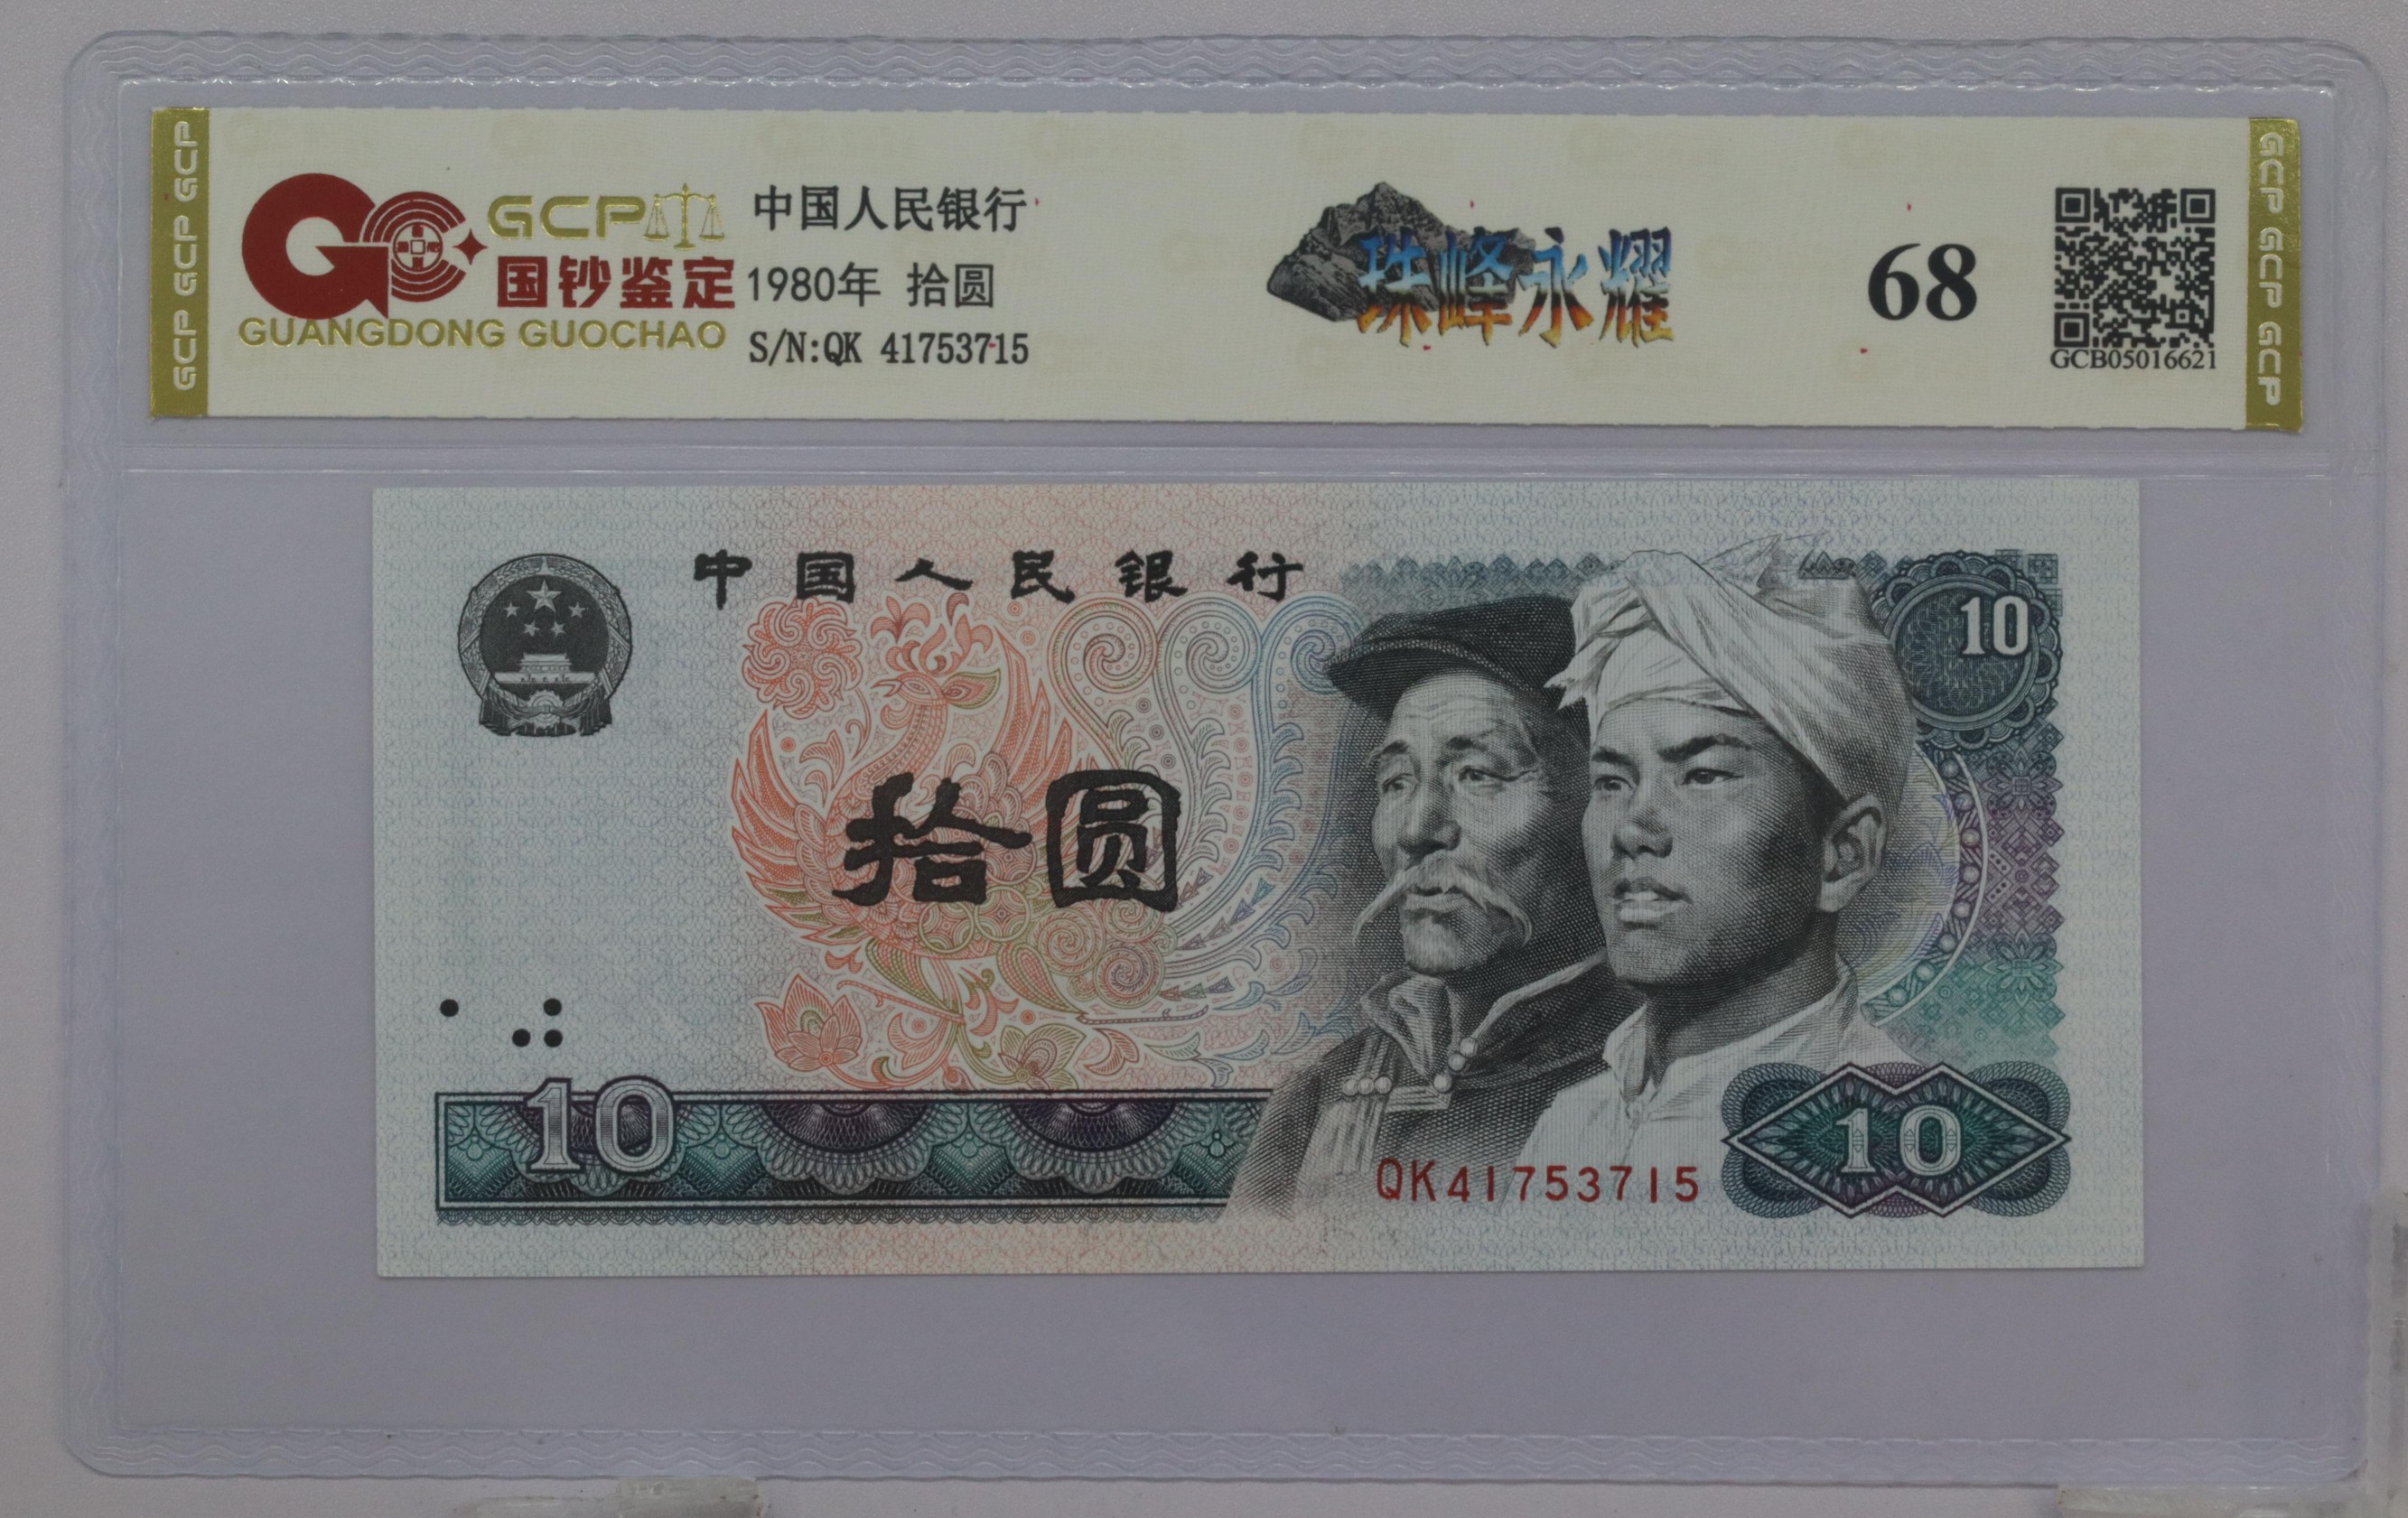 GCP GCP GCP
GCP
国钞鉴定
GUANGDONG GUOCHAO
中国人民银行
1980年 拾圆
S/N:QK 41753715
珠峰永耀
68
GCB05016621
GCP GCP GCP
中国人民银行
10
拾圆
10
QK41753715
10